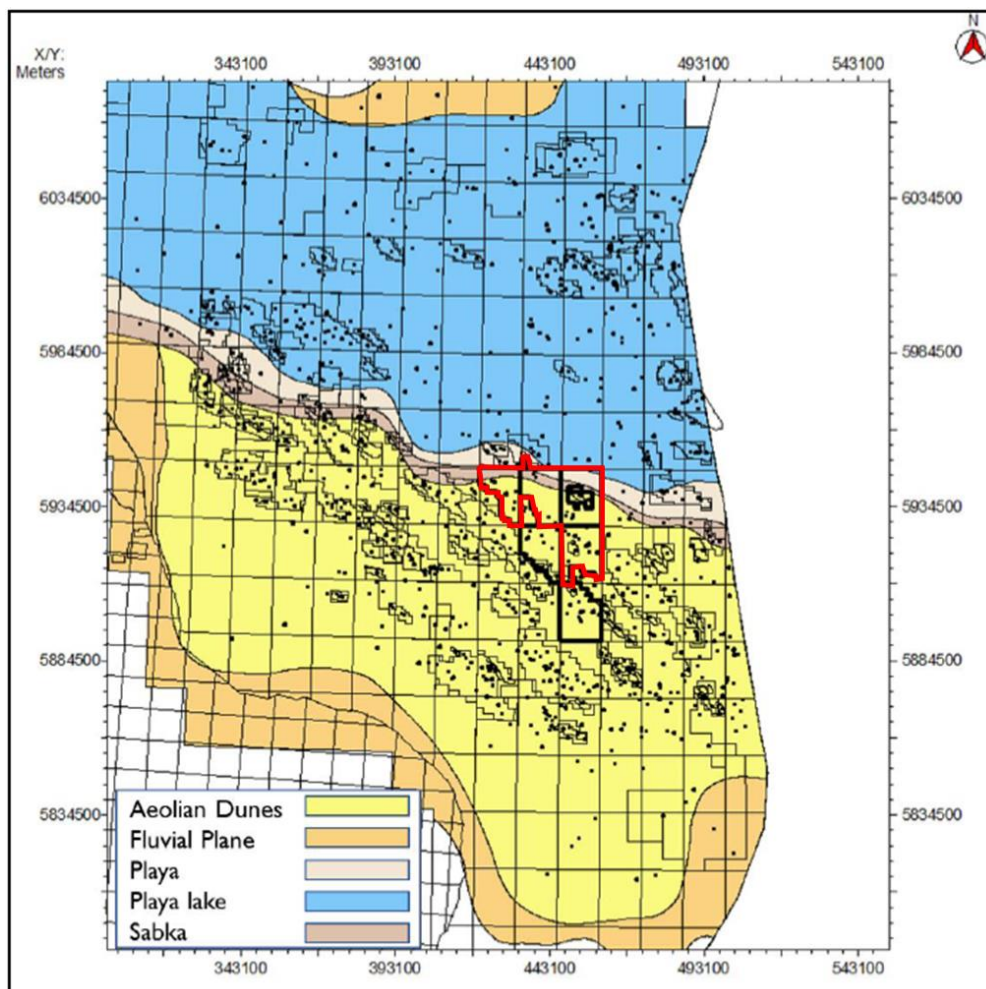 N
X/Y:
Meters
343100 393100 443100 493100 543100
6034500 6034500
5984500 5984500
5934500 5934500
5884500 5884500
5834500 5834500
Aeolian Dunes
Fluvial Plane
Playa
Playa lake
Sabka
343100 393100 443100 493100 543100